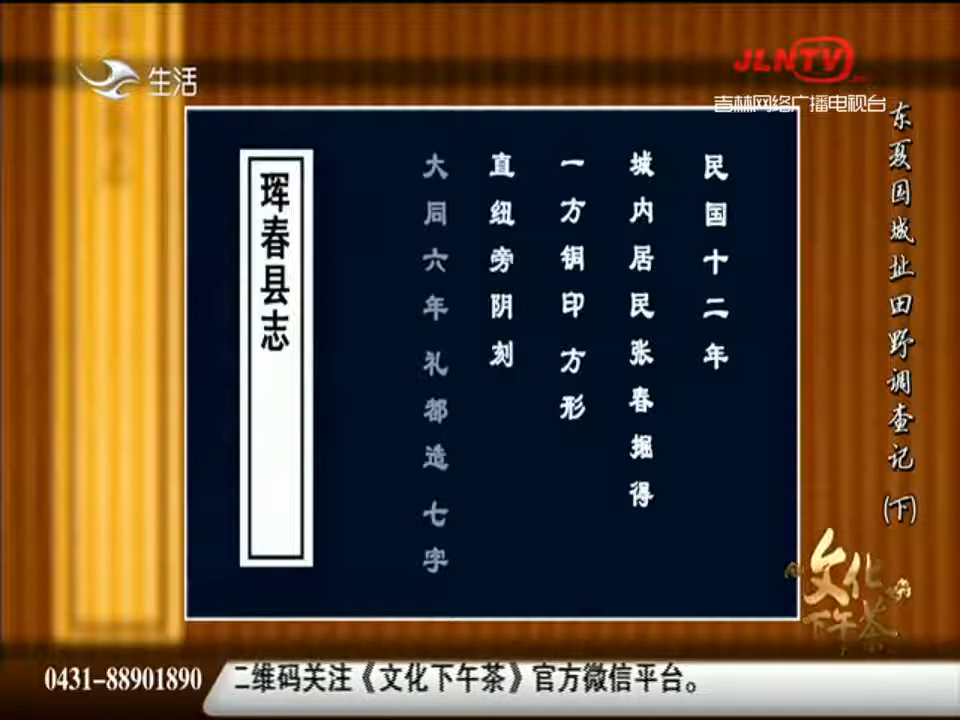 生活
JLNTV
吉林网络广播电视台
东夏国城址田野调查记(下)
民国十二年
城内居民张春掘得
一方铜印 方形
直纽旁阴刻
大同六年 礼部造 七字
珲春县志
文化
下午茶
0431-88901890
二维码关注《文化下午茶》官方微信平台。